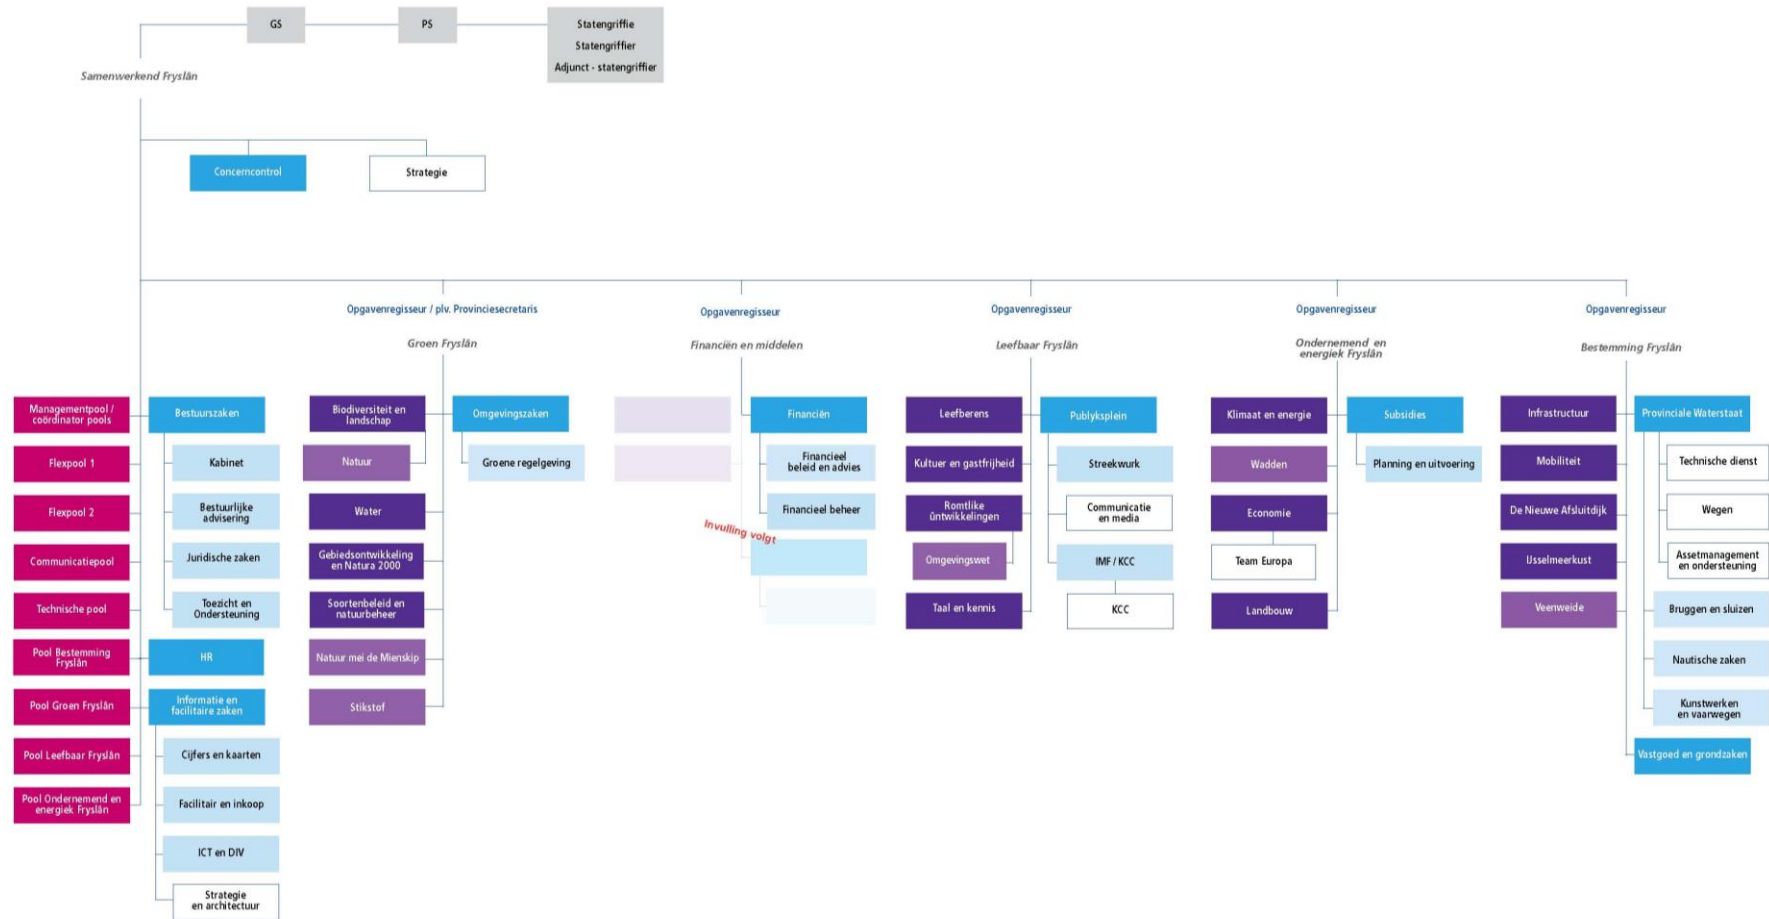 GS
PS
Statengriffie
Statengriffier
Adjunct - statengriffier
Samenwerkend Fryslân
Concerncontrol
Strategie
Opgavenregisseur / plv. Provinciesecretaris
Groen Fryslân
Opgavenregisseur
Financiën en middelen
Opgavenregisseur
Leefbaar Fryslân
Opgavenregisseur
Ondernemend en
energiek Fryslân
Opgavenregisseur
Bestemming Fryslân
Managementpool /
coördinator pools
Flexpool 1
Flexpool 2
Communicatiepool
Technische pool
Pool Bestemming
Fryslân
Pool Groen Fryslân
Pool Leefbaar Fryslân
Pool Ondernemend en
energiek Fryslân
Bestuurszaken
Kabinet
Bestuurlijke
advisering
Juridische zaken
Toezicht en
Ondersteuning
HR
Informatie en
facilitaire zaken
Cijfers en kaarten
Facilitair en inkoop
ICT en DIV
Strategie
en architectuur
Biodiversiteit en
landschap
Natuur
Water
Gebiedsontwikkeling
en Natura 2000
Soortenbeleid en
natuurbeheer
Natuur mei de Mienskip
Stikstof
Omgevingszaken
Groene regelgeving
Financiën
Financieel
beleid en advies
Financieel beheer
Invulling volgt
Leefberens
Kultuer en gastfrijheid
Romtlike
ûntwikkelingen
Omgevingswet
Taal en kennis
Publyksplein
Streekwurk
Communicatie
en media
IMF / KCC
KCC
Klimaat en energie
Wadden
Economie
Team Europa
Landbouw
Subsidies
Planning en uitvoering
Infrastructuur
Mobiliteit
De Nieuwe Afsluitdijk
IJsselmeerkust
Veenweide
Provinciale Waterstaat
Technische dienst
Wegen
Assetmanagement
en ondersteuning
Bruggen en sluizen
Nautische zaken
Kunstwerken
en vaarwegen
Vastgoed en grondzaken